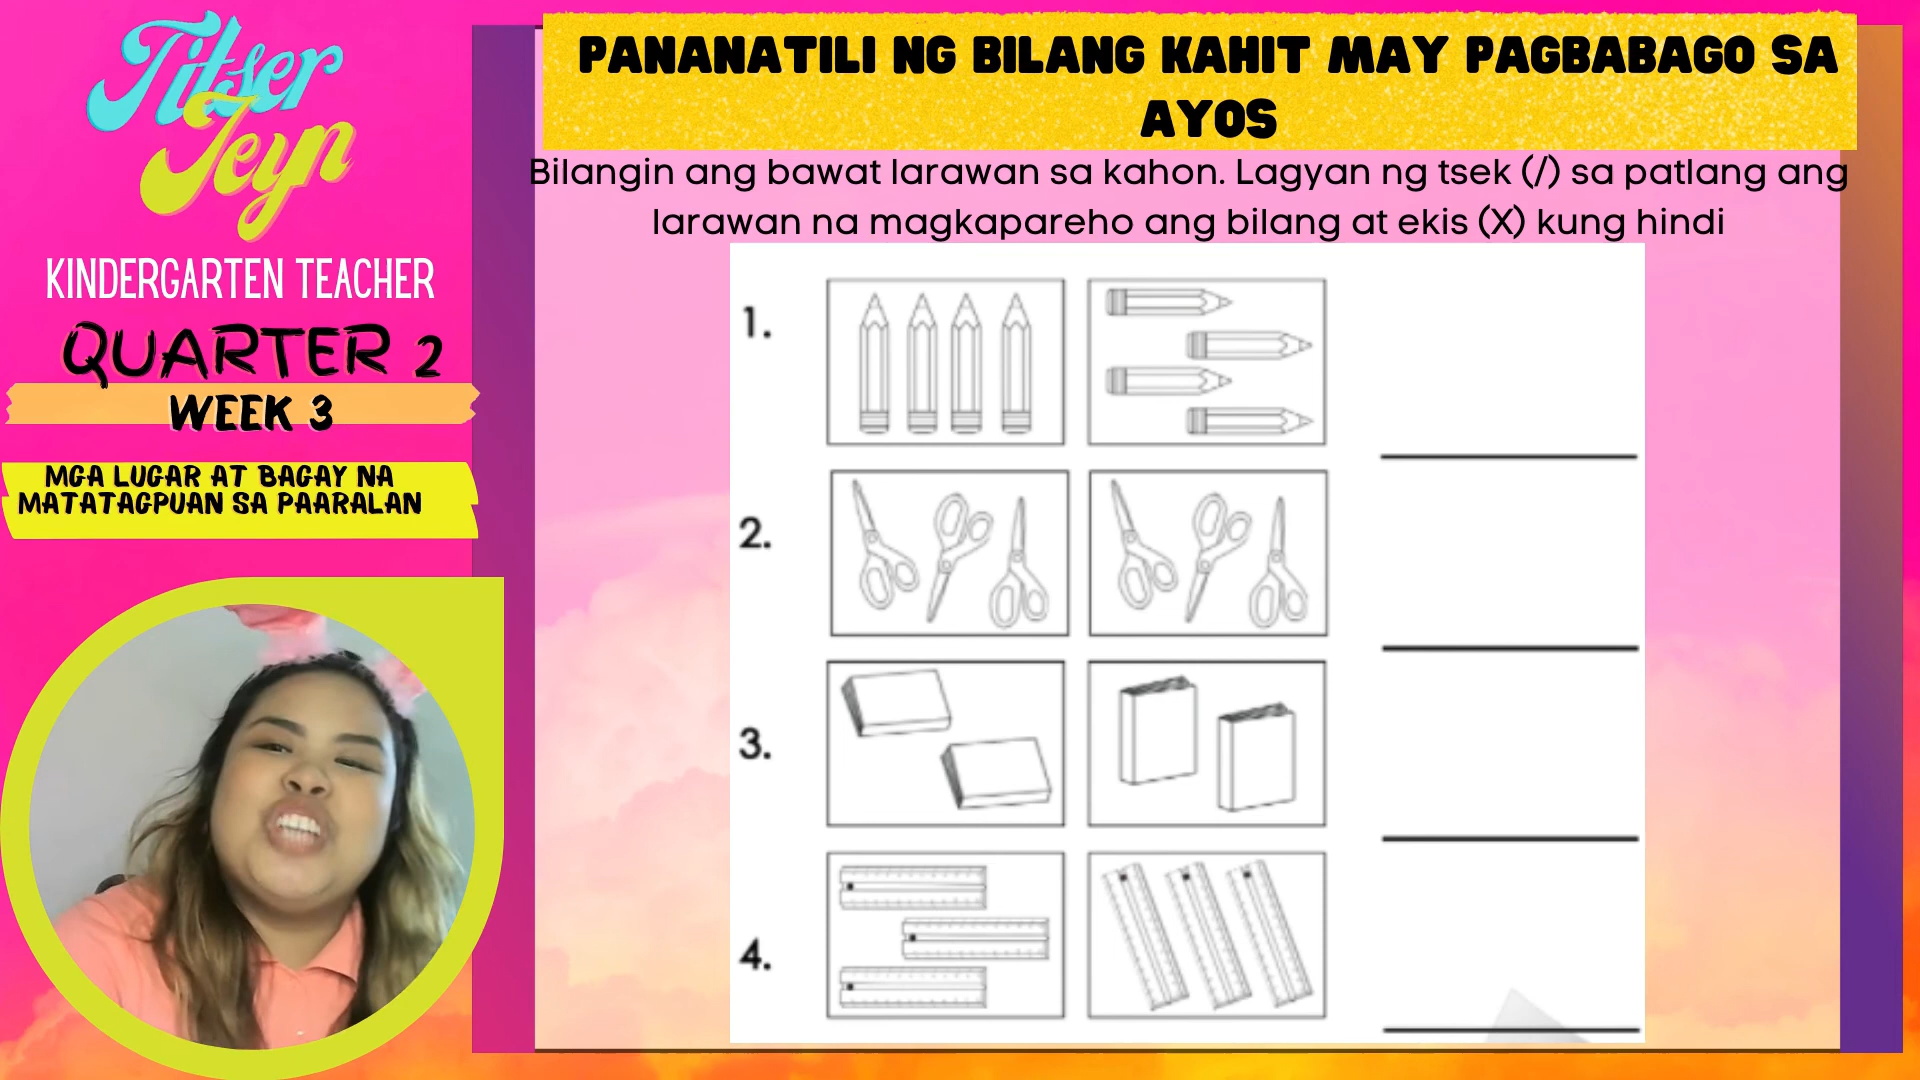 Titser
Jeyn
KINDERGARTEN TEACHER
QUARTER 2
WEEK 3
MGA LUGAR AT BAGAY NA
MATATAGPUAN SA PAARALAN
PANANATILI NG BILANG KAHIT MAY PAGBABAGO SA
AYOS
Bilangin ang bawat larawan sa kahon. Lagyan ng tsek (/) sa patlang ang
larawan na magkapareho ang bilang at ekis (X) kung hindi
1.
2.
3.
4.